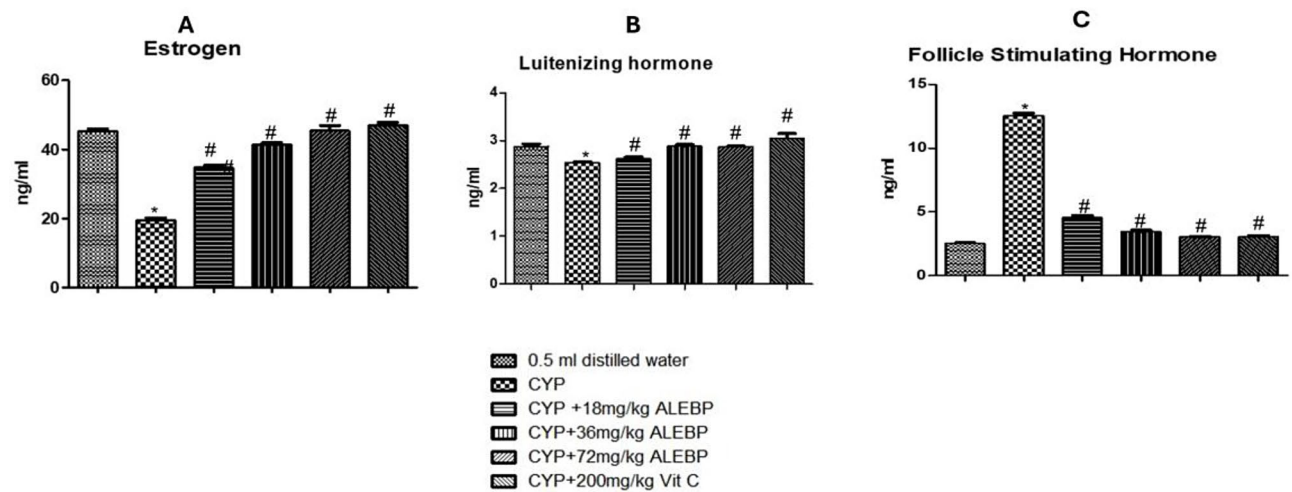 A
Estrogen
60
40
20
0
ng/ml
*
#
#
#
#
#
B
Luitenizing hormone
4
3
2
1
0
ng/ml
*
#
#
#
#
C
Follicle Stimulating Hormone
15
10
5
0
ng/ml
*
#
#
#
#
0.5 ml distilled water
CYP
CYP +18mg/kg ALEBP
CYP+36mg/kg ALEBP
CYP+72mg/kg ALEBP
CYP+200mg/kg Vit C